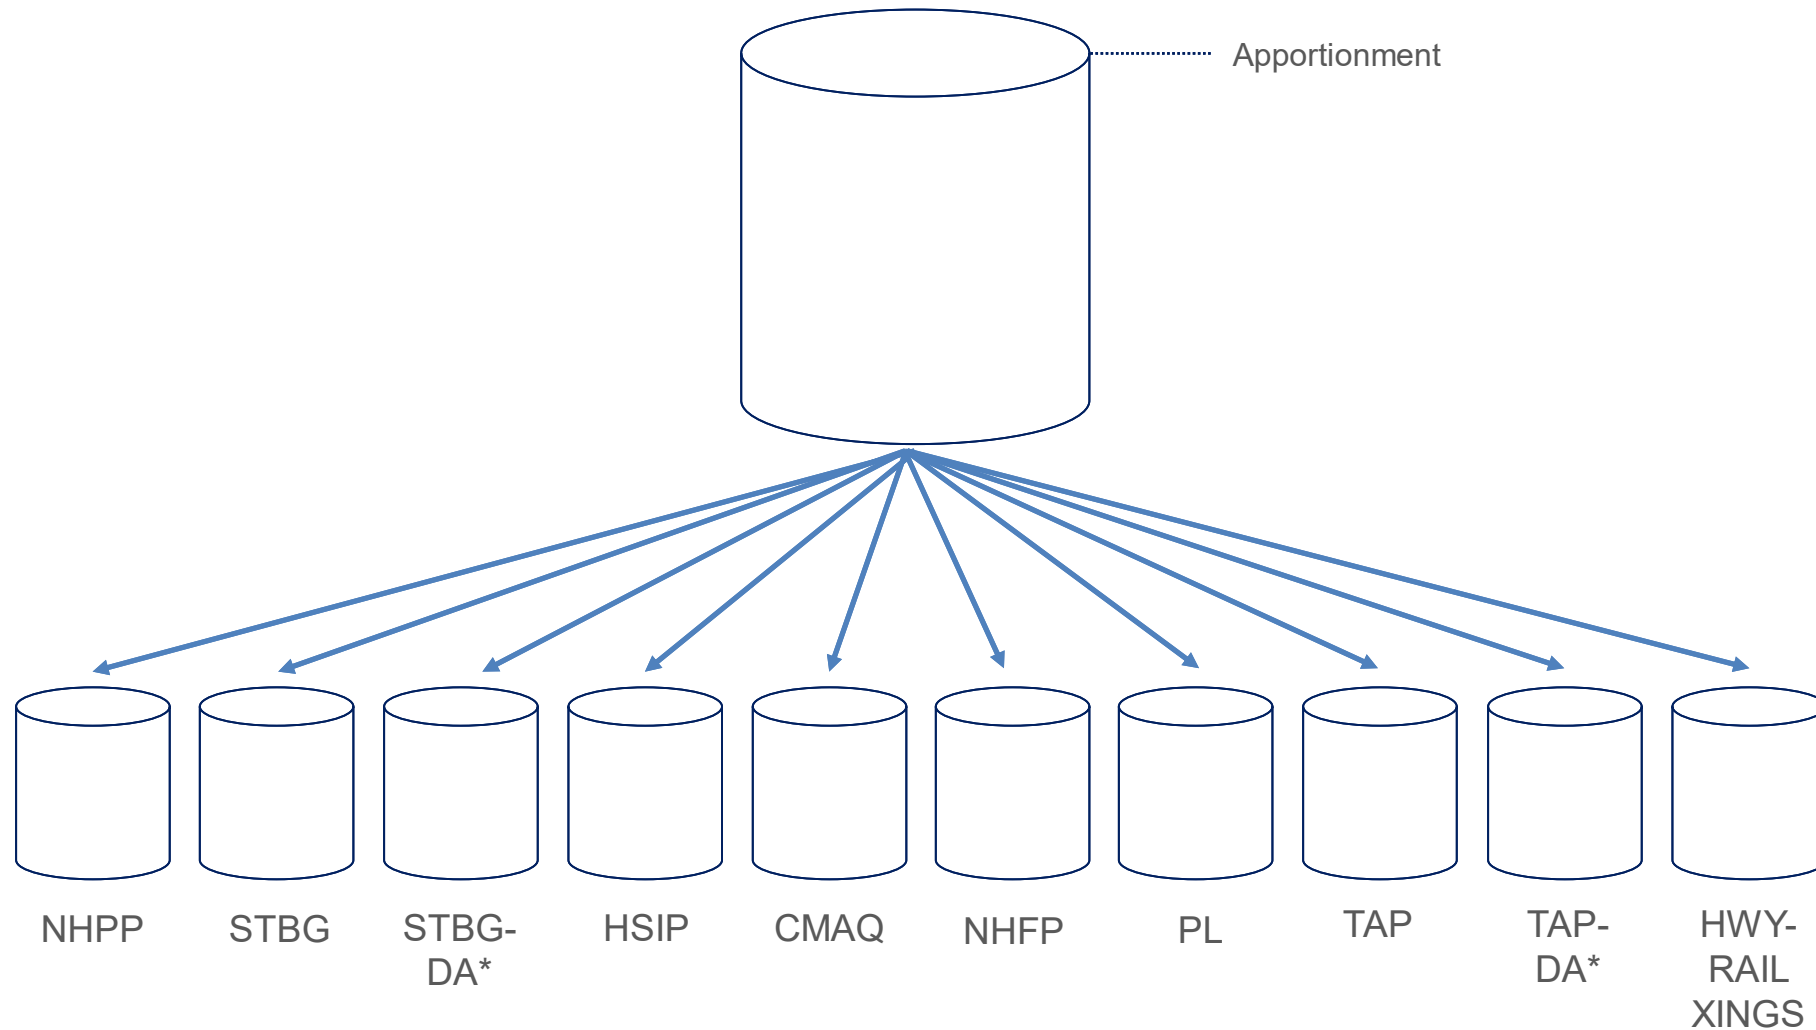 Apportionment
NHPP
STBG
STBG-
DA*
HSIP
CMAQ
NHFP
PL
TAP
TAP-
DA*
HWY-
RAIL
XINGS